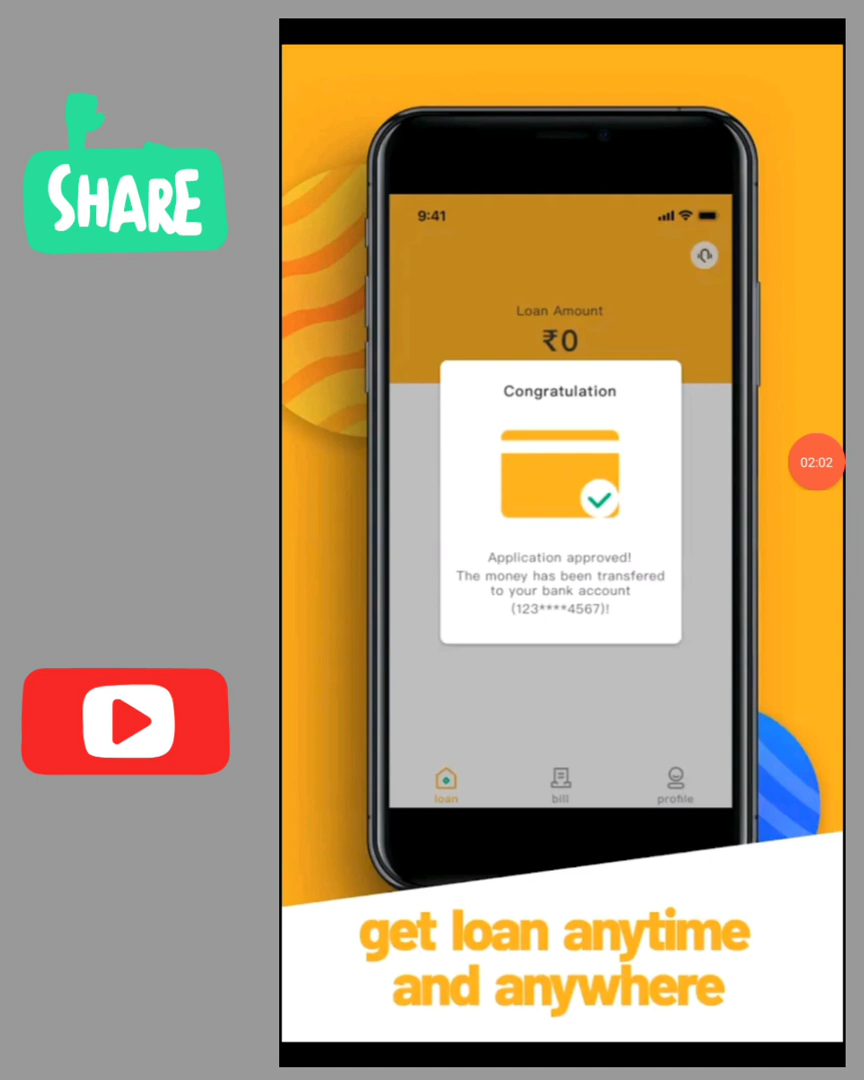 SHARE
9:41
Loan Amount
₹0
Congratulation
Application approved!
The money has been transfered
to your bank account
(123****4567)!
02:02
loan
bill
profile
get loan anytime
and anywhere